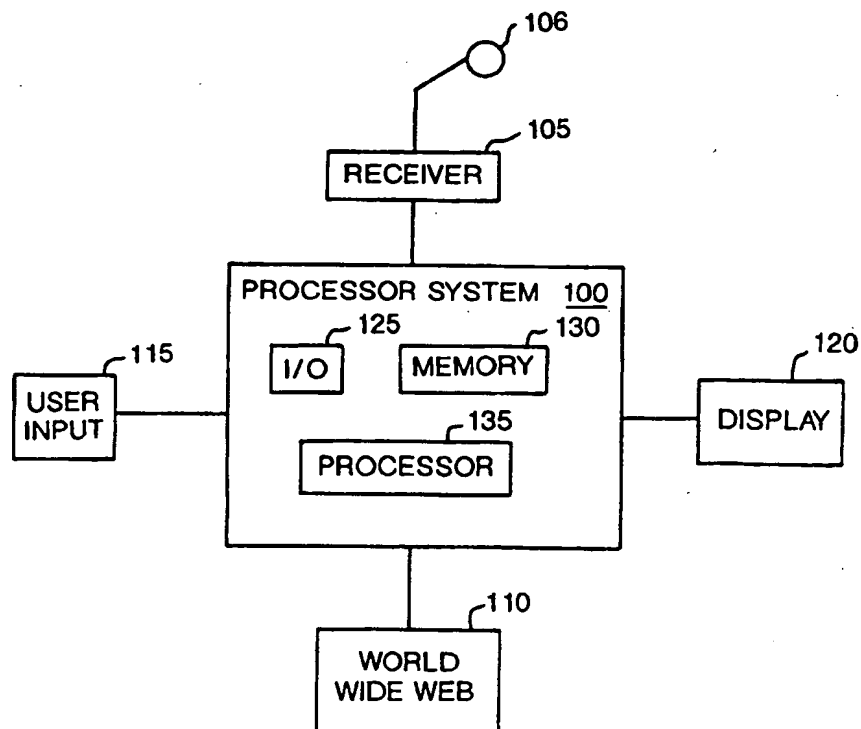 106
105
RECEIVER
PROCESSOR SYSTEM 100
125
130
I/O
MEMORY
115
USER
INPUT
120
DISPLAY
135
PROCESSOR
110
WORLD
WIDE WEB